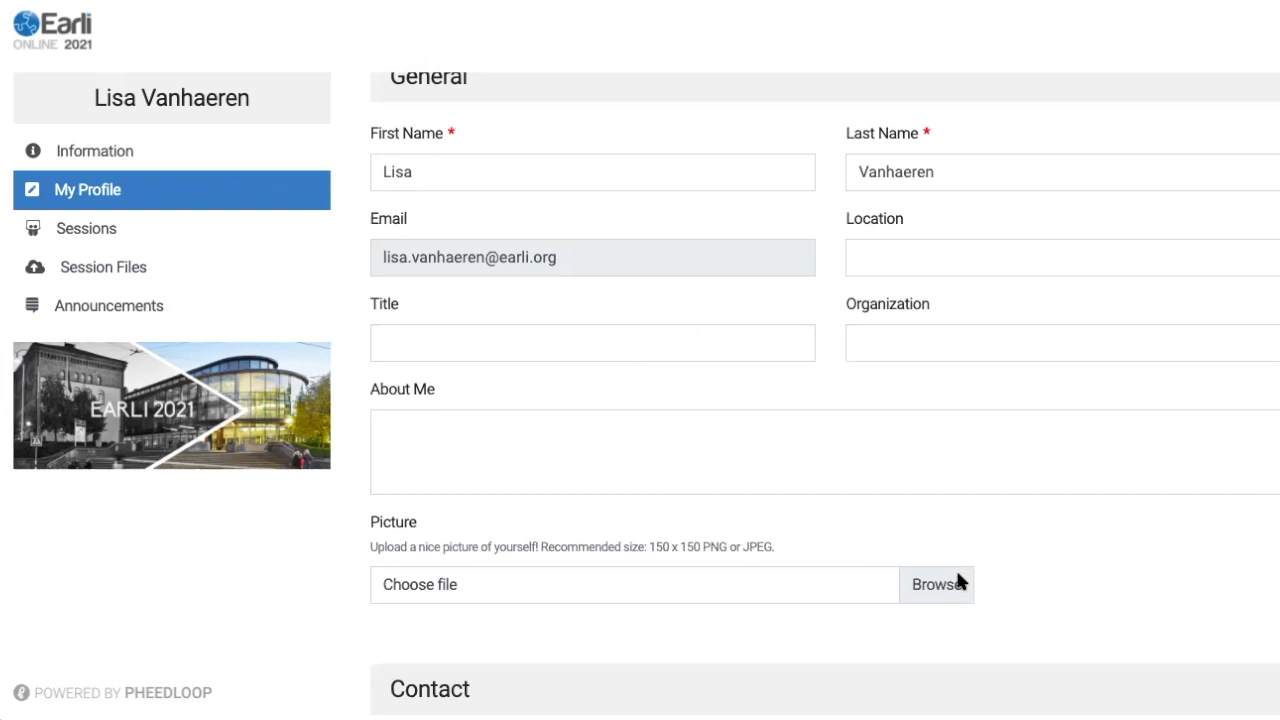 Earli
ONLINE 2021
Lisa Vanhaeren
Information
My Profile
Sessions
Session Files
Announcements
EARLI 2021
POWERED BY PHEEDLOOP
General
First Name *
Last Name *
Lisa
Vanhaeren
Email
Location
lisa.vanhaeren@earli.org
Title
Organization
About Me
Picture
Upload a nice picture of yourself! Recommended size: 150 x 150 PNG or JPEG.
Choose file
Browse
Contact